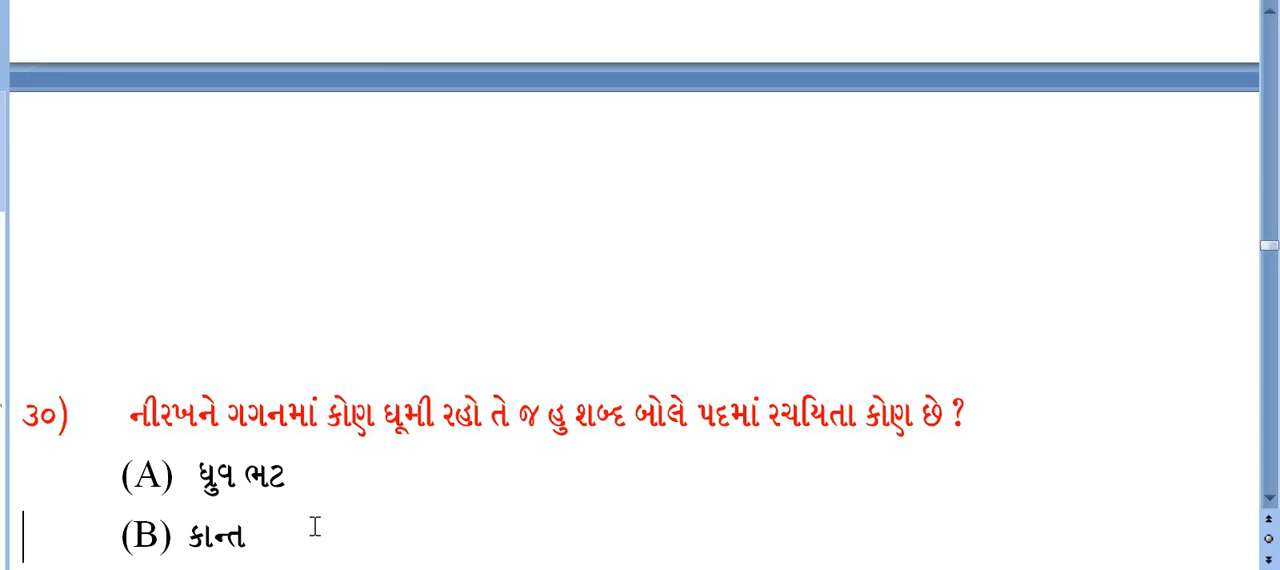 ૩૦) નીરખને ગગનમાં કોણ ઘૂમી રહો તે જ હુ શબ્દ બોલે પદમાં રચયિતા કોણ છે ?
(A) ધ્રુવ ભટ
(B) કાન્ત